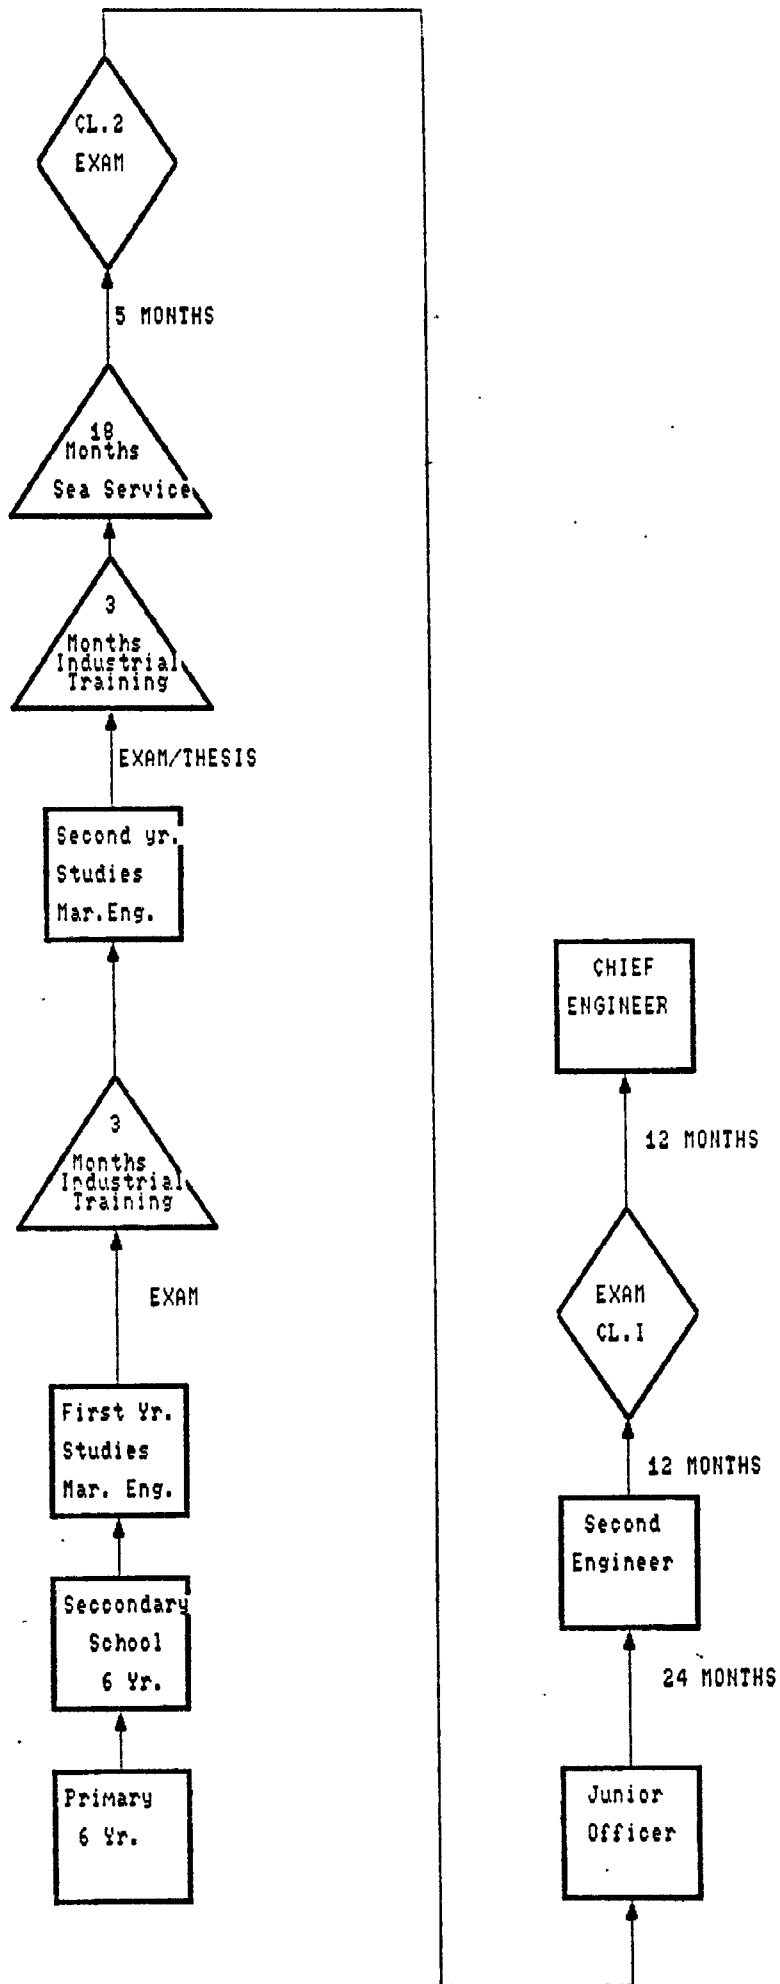 CL.2
EXAM
5 MONTHS
18
Months
Sea Service
3
Months
Industrial
Training
EXAM/THESIS
Second yr.
Studies
Mar.Eng.
3
Months
Industrial
Training
EXAM
First Yr.
Studies
Mar. Eng.
Seccondary
School
6 Yr.
Primary
6 Yr.
CHIEF
ENGINEER
12 MONTHS
EXAM
CL.I
12 MONTHS
Second
Engineer
24 MONTHS
Junior
Officer